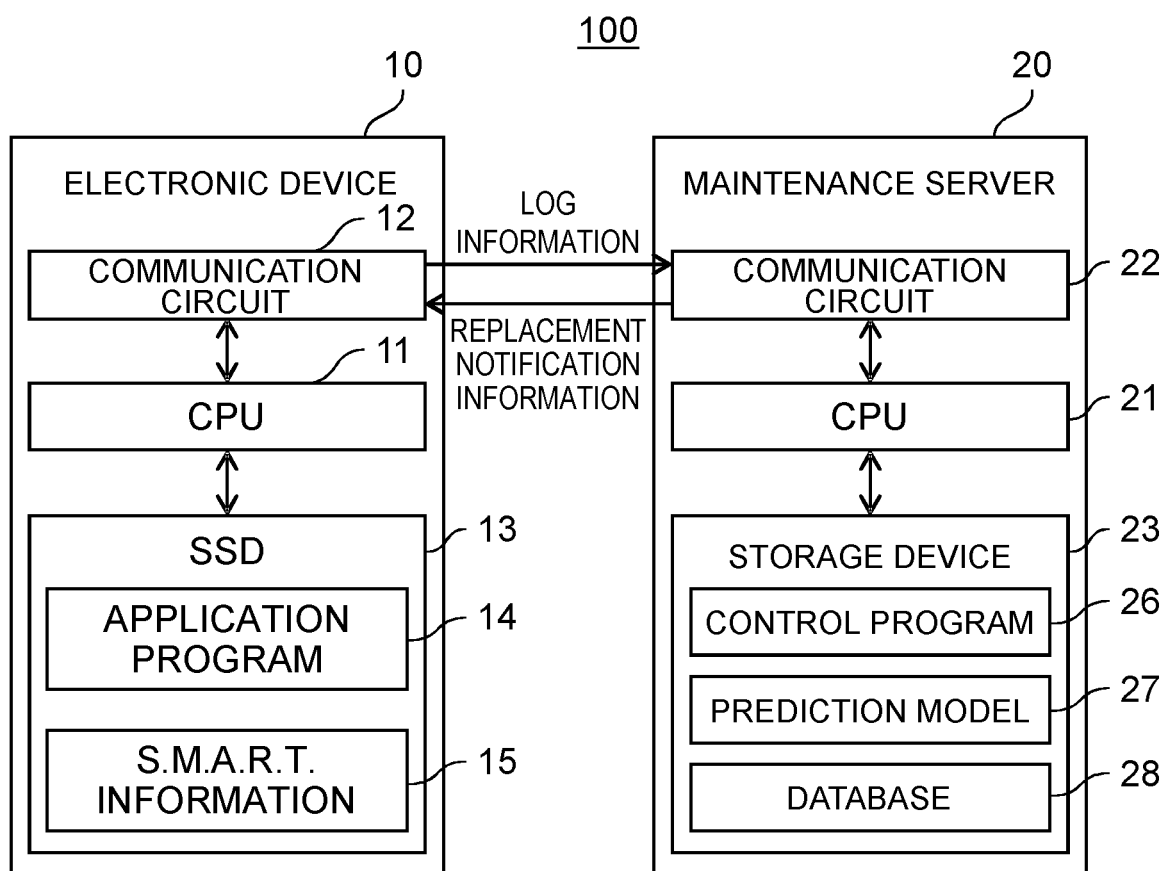 100
10
20
ELECTRONIC DEVICE
12
COMMUNICATION
CIRCUIT
11
CPU
SSD
13
APPLICATION
PROGRAM
14
S.M.A.R.T.
INFORMATION
15
LOG
INFORMATION
REPLACEMENT
NOTIFICATION
INFORMATION
MAINTENANCE SERVER
COMMUNICATION
CIRCUIT
22
CPU
21
STORAGE DEVICE
23
CONTROL PROGRAM
26
PREDICTION MODEL
27
DATABASE
28